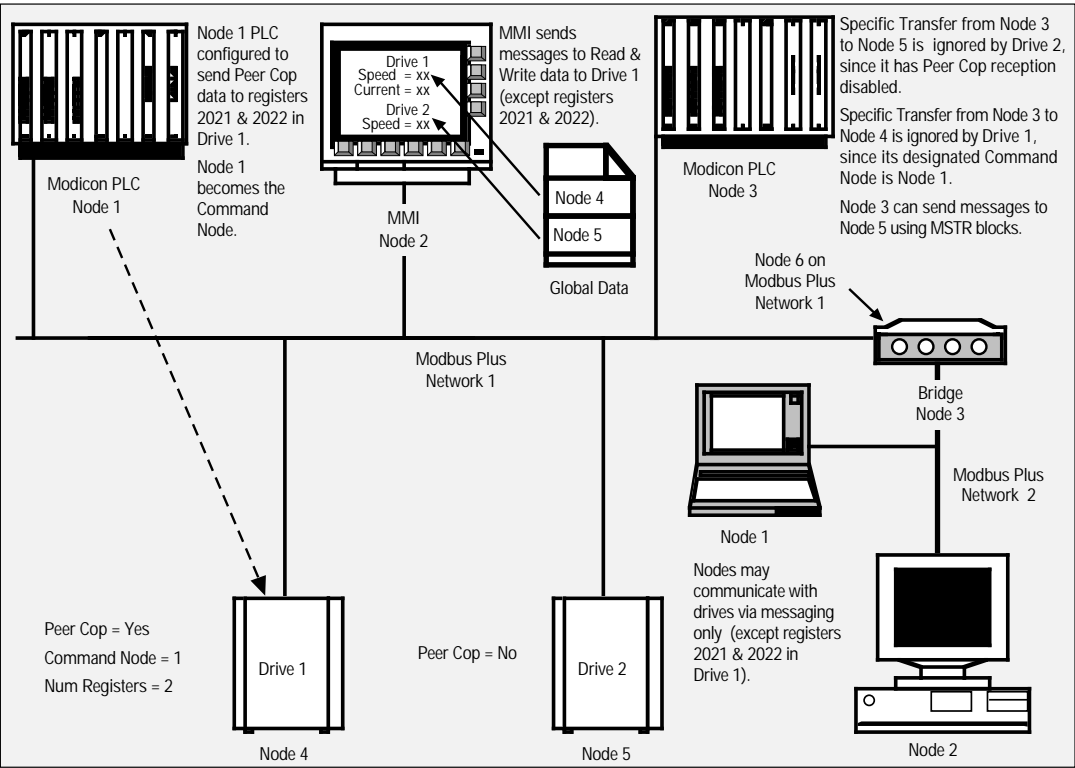 Node 1 PLC
configured to
send Peer Cop
data to registers
2021 & 2022 in
Drive 1.
Node 1
becomes the
Command
Node.
Modicon PLC
Node 1
Drive 1
Speed = xx
Current = xx
Drive 2
Speed = xx
MMI
Node 2
MMI sends
messages to Read &
Write data to Drive 1
(except registers
2021 & 2022).
Node 4
Node 5
Global Data
Modicon PLC
Node 3
Specific Transfer from Node 3
to Node 5 is ignored by Drive 2,
since it has Peer Cop reception
disabled.
Specific Transfer from Node 3 to
Node 4 is ignored by Drive 1,
since its designated Command
Node is Node 1.
Node 3 can send messages to
Node 5 using MSTR blocks.
Node 6 on
Modbus Plus
Network 1
Modbus Plus
Network 1
Bridge
Node 3
Modbus Plus
Network 2
Node 1
Nodes may
communicate with
drives via messaging
only (except registers
2021 & 2022 in
Drive 1).
Peer Cop = Yes
Command Node = 1
Num Registers = 2
Drive 1
Node 4
Peer Cop = No
Drive 2
Node 5
Node 2